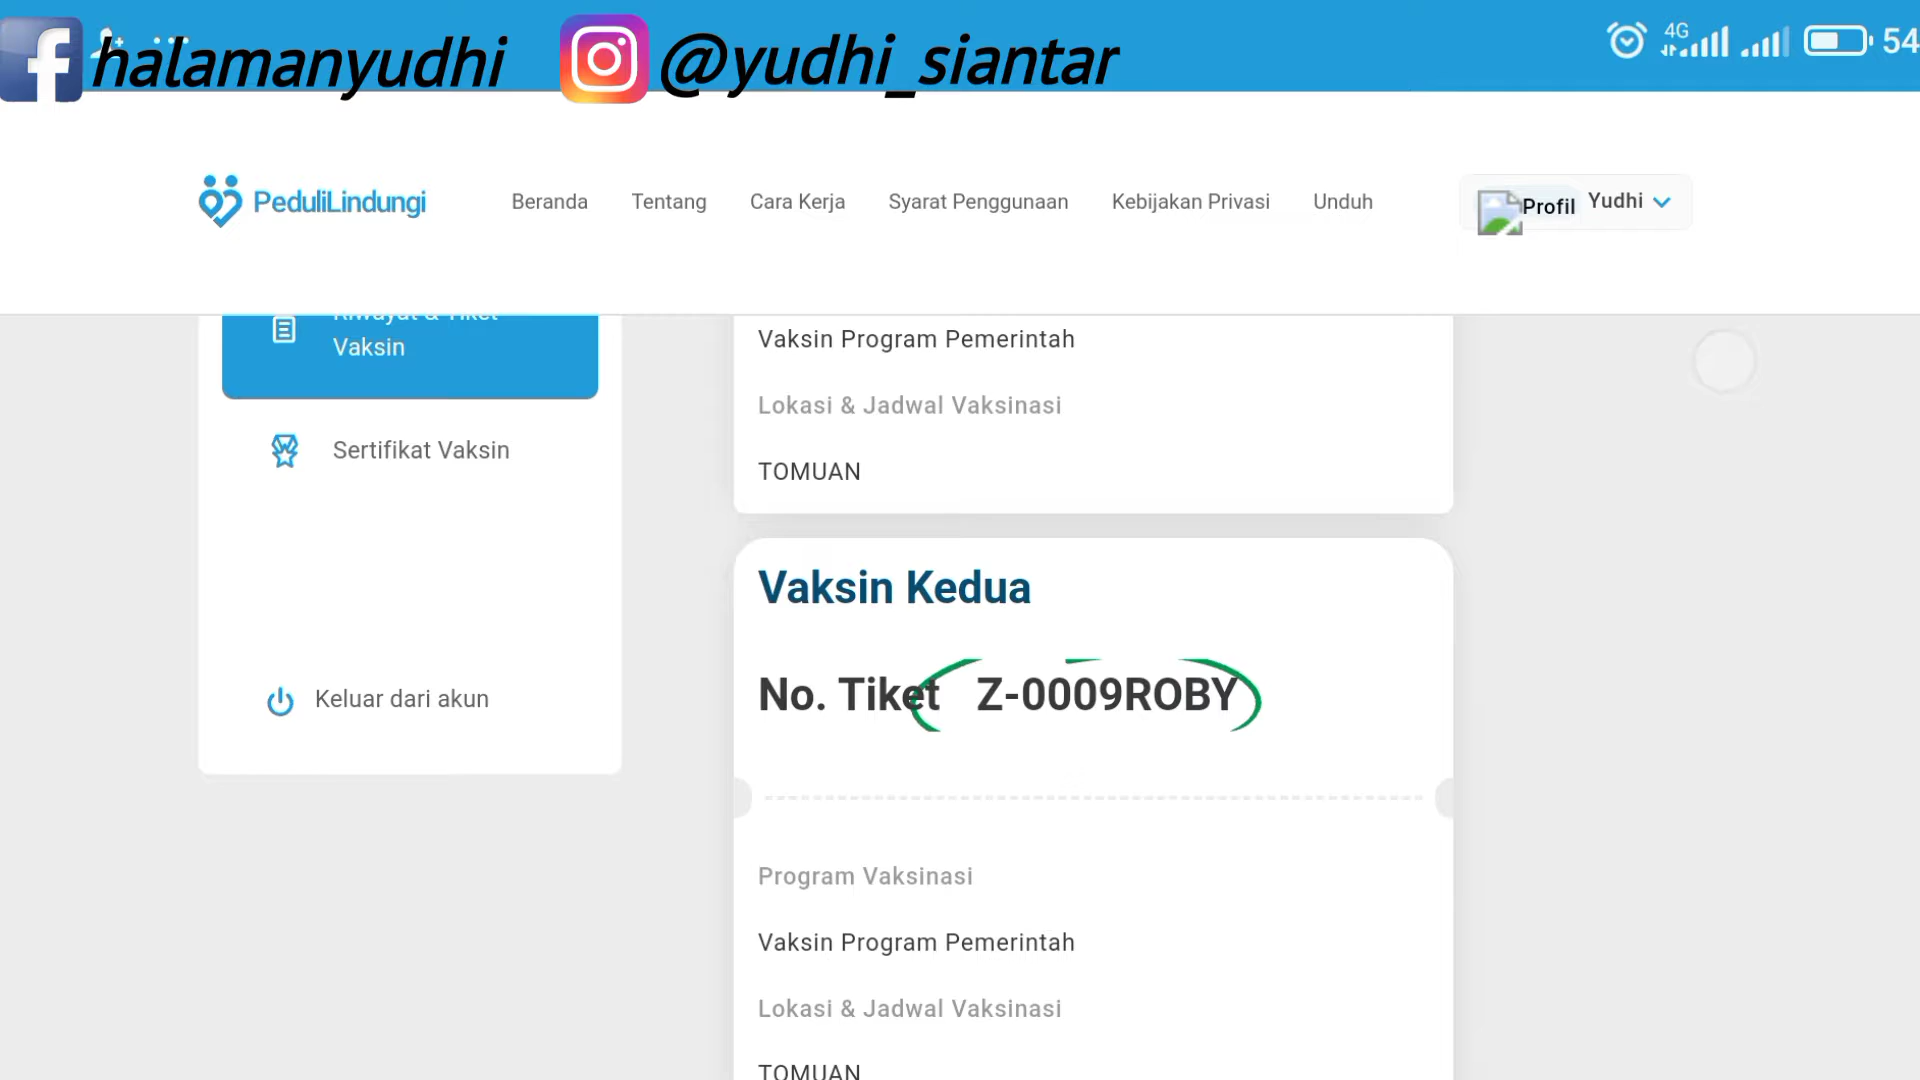 halamanyudhi @yudhi_siantar 4G 54
PeduliLindungi Beranda Tentang Cara Kerja Syarat Penggunaan Kebijakan Privasi Unduh Profil Yudhi
Riwayat & Tiket
Vaksin
Sertifikat Vaksin
Keluar dari akun
Vaksin Program Pemerintah
Lokasi & Jadwal Vaksinasi
TOMUAN
Vaksin Kedua
No. Tiket Z-0009ROBY
Program Vaksinasi
Vaksin Program Pemerintah
Lokasi & Jadwal Vaksinasi
TOMUAN